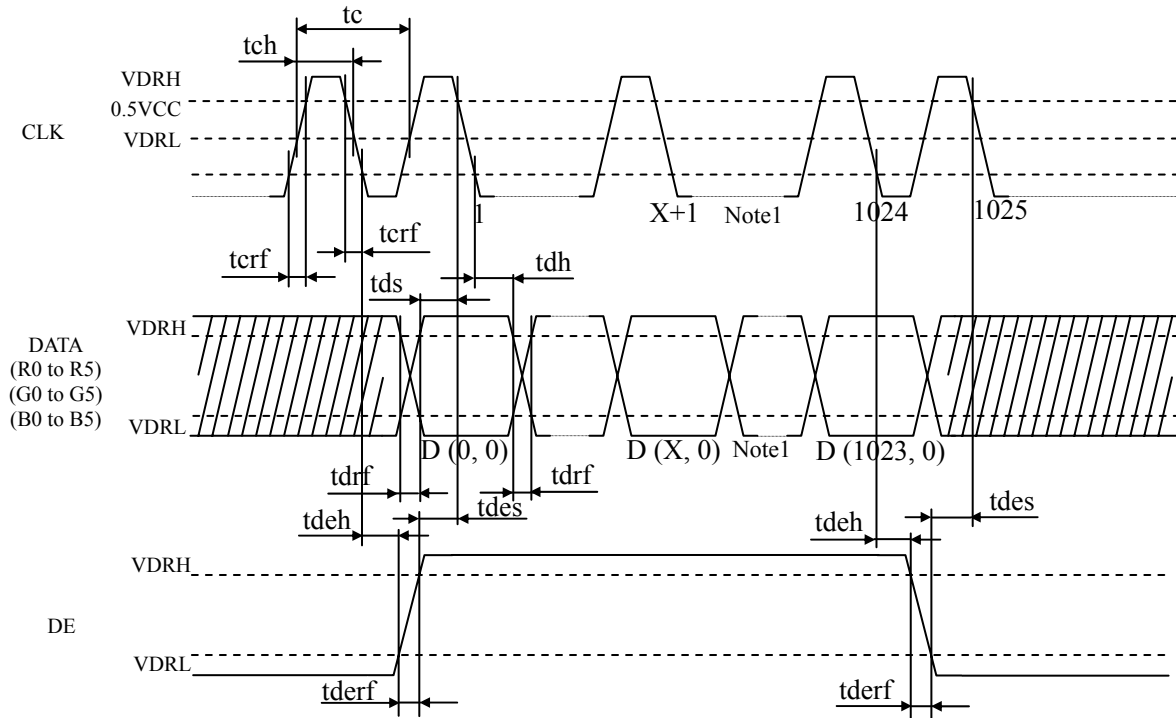 tc
tch
VDRH
0.5VCC
CLK
VDRL
1
X+1
Note1
1024
1025
tcrf
tcrf
tdh
tds
VDRH
DATA
(R0 to R5)
(G0 to G5)
(B0 to B5)
VDRL
D (0, 0)
D (X, 0)
Note1
D (1023, 0)
tdrf
tdrf
tdes
tdes
tdeh
tdeh
VDRH
DE
VDRL
tderf
tderf